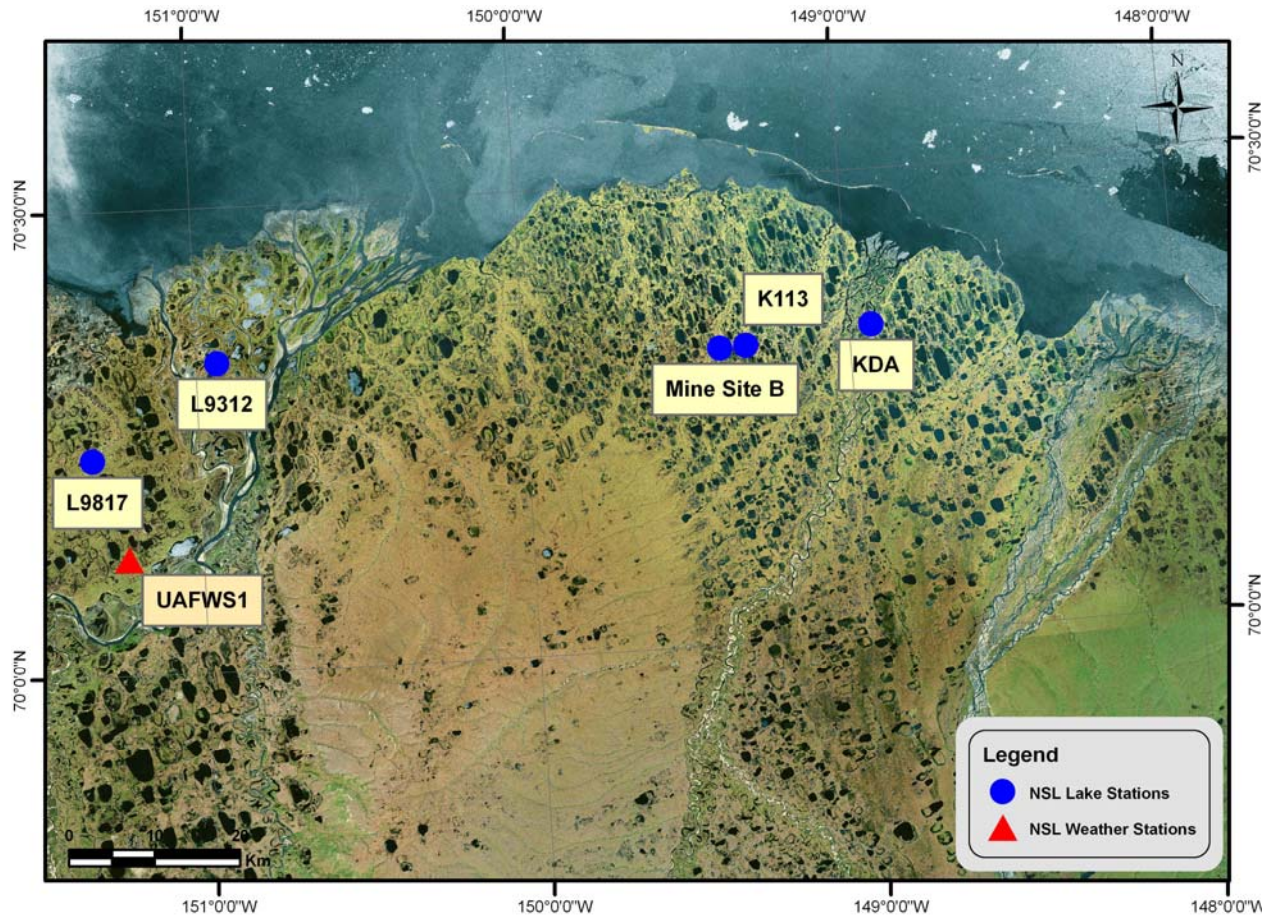 151°0'0"W
150°0'0"W
149°0'0"W
148°0'0"W
N
70°30'0"N
70°30'0"N
K113
KDA
Mine Site B
L9312
L9817
UAFWS1
70°0'0"N
70°0'0"N
Legend
NSL Lake Stations
NSL Weather Stations
0 10 20
Km
151°0'0"W
150°0'0"W
149°0'0"W
148°0'0"W